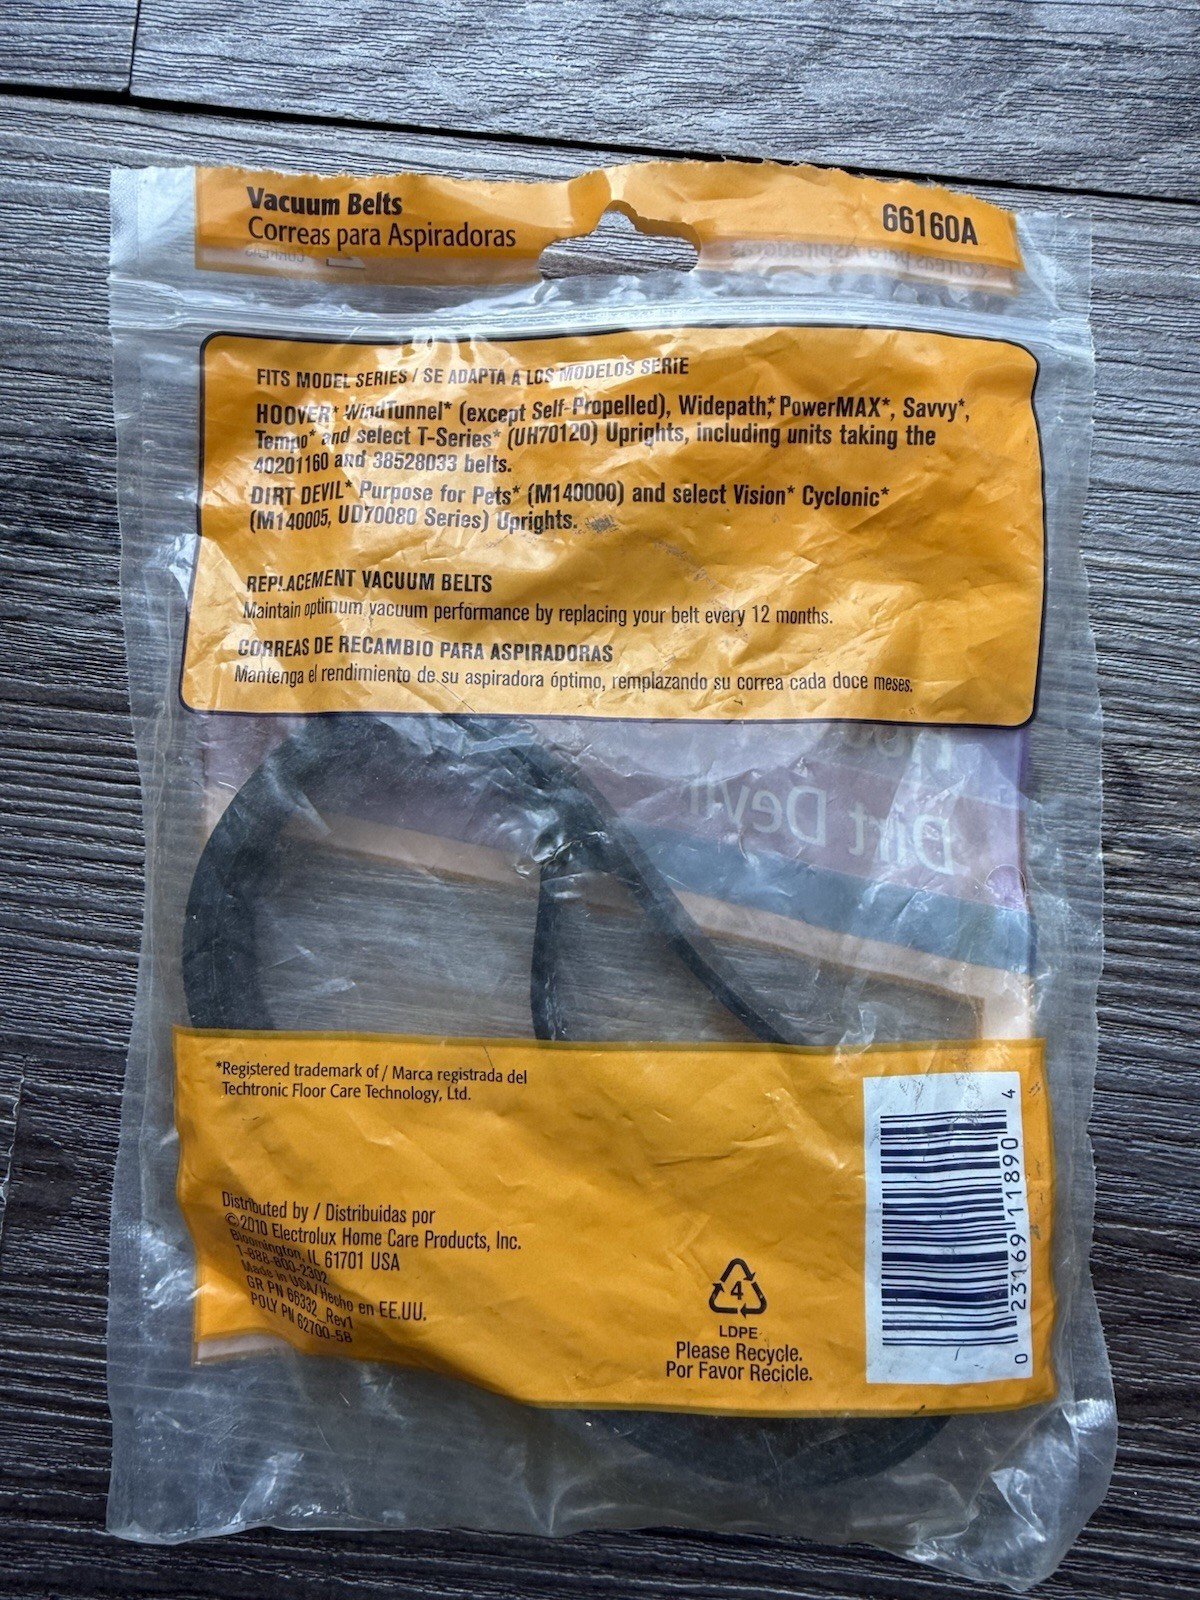 Vacuum Belts
Correas para Aspiradoras
66160A
FITS MODEL SERIES / SE ADAPTA A LOS MODELOS SERIE
HOOVER* WindTunnel* (except Self-Propelled), Widepath,* PowerMAX*, Savvy*,
Tempo* and select T-Series* (UH70120) Uprights, including units taking the
40201160 and 38528033 belts.
DIRT DEVIL* Purpose for Pets* (M140000) and select Vision* Cyclonic*
(M140005, UD70080 Series) Uprights.
REPLACEMENT VACUUM BELTS
Maintain optimum vacuum performance by replacing your belt every 12 months.
CORREAS DE RECAMBIO PARA ASPIRADORAS
Mantenga el rendimiento de su aspiradora óptimo, remplazando su correa cada doce meses.
Dirt Devil
*Registered trademark of / Marca registrada del
Techtronic Floor Care Technology, Ltd.
Distributed by / Distribuidas por
©2010 Electrolux Home Care Products, Inc.
Bloomington, IL 61701 USA
1-888-800-2302
Made in USA/Hecho en EE.UU.
GR PN 66332_Rev1
POLY PN 62700-58
4
LDPE
Please Recycle.
Por Favor Recicle.
0 23169 11890 4